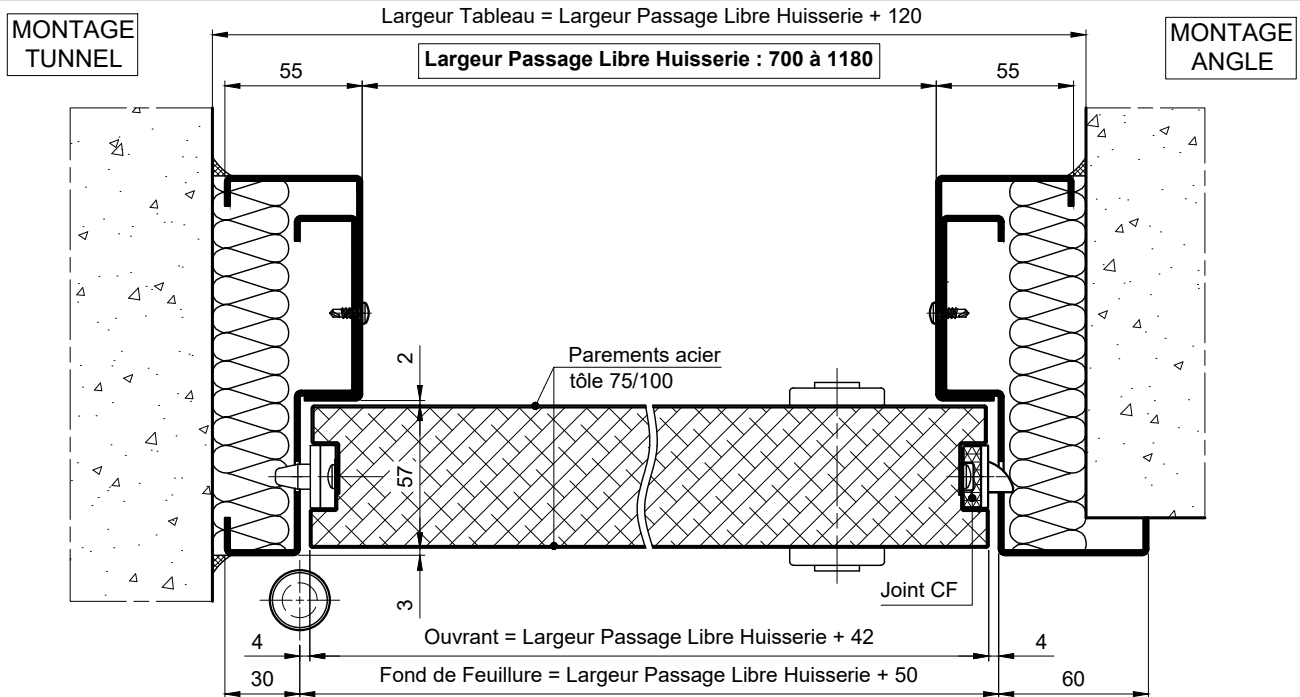 Largeur Tableau = Largeur Passage Libre Huisserie + 120
MONTAGE
TUNNEL
MONTAGE
ANGLE
Largeur Passage Libre Huisserie : 700 à 1180
55
55
2
Parements acier
tôle 75/100
57
Joint CF
3
4
Ouvrant = Largeur Passage Libre Huisserie + 42
4
30
Fond de Feuillure = Largeur Passage Libre Huisserie + 50
60